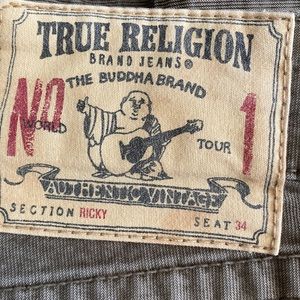 TRUE RELIGION
BRAND JEANS®
THE BUDDHA BRAND
NO 1
WORLD TOUR
AUTHENTIC VINTAGE
SECTION RICKY SEAT 34